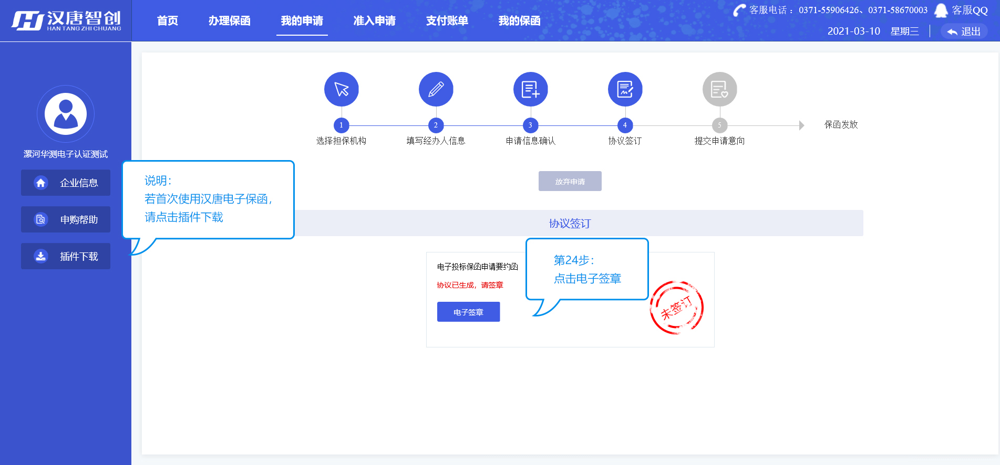 汉唐智创
HANTANGZHICHUANG
首页
办理保函
我的申请
准入申请
支付账单
我的保函
客服电话：0371-55906426、0371-58670003
客服QQ
2021-03-10 星期三
退出
漯河华测电子认证测试
企业信息
申购帮助
插件下载
1
2
3
4
5
选择担保机构
填写经办人信息
申请信息确认
协议签订
提交申请意向
保函发放
说明：
若首次使用汉唐电子保函，
请点击插件下载
放弃申请
协议签订
电子投标保函申请要约函
协议已生成，请签章
电子签章
第24步：
点击电子签章
未签订